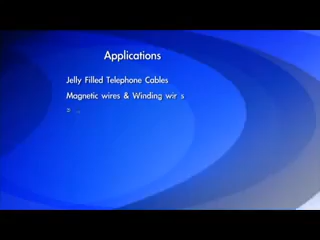 Applications
Jelly Filled Telephone Cables
Magnetic wires & Winding